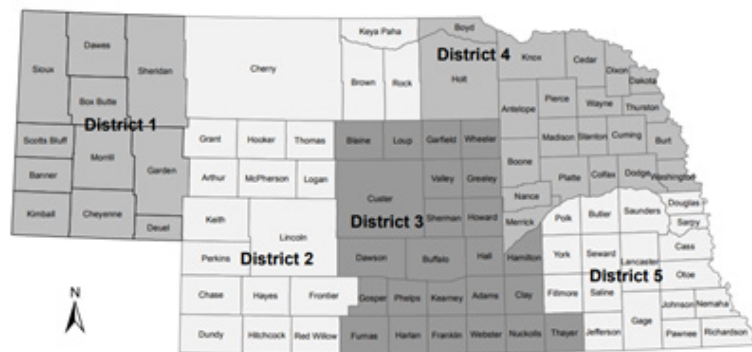 Boyd
Keya Paha
Dawes
District 4
Knox
Cedar
Sioux
Sheridan
Cherry
Dixon
Dakota
Brown
Rock
Holt
Box Butte
Pierce
Wayne
Thurston
Antelope
District 1
Scotts Bluff
Grant
Hooker
Thomas
Blaine
Loup
Garfield
Wheeler
Madison
Stanton
Cuming
Burt
Morrill
Garden
Boone
Banner
Arthur
McPherson
Logan
Valley
Greeley
Platte
Colfax
Dodge
Washington
Custer
Nance
Kimball
Cheyenne
Deuel
Keith
Lincoln
District 3
Sherman
Howard
Merrick
Polk
Butler
Saunders
Douglas
Sarpy
Perkins
District 2
Dawson
Buffalo
Hall
Hamilton
York
Seward
Lancaster
Cass
District 5
Otoe
N
Chase
Hayes
Frontier
Gosper
Phelps
Kearney
Adams
Clay
Fillmore
Saline
Johnson
Nemaha
Gage
Dundy
Hitchcock
Red Willow
Furnas
Harlan
Franklin
Webster
Nuckolls
Thayer
Jefferson
Pawnee
Richardson